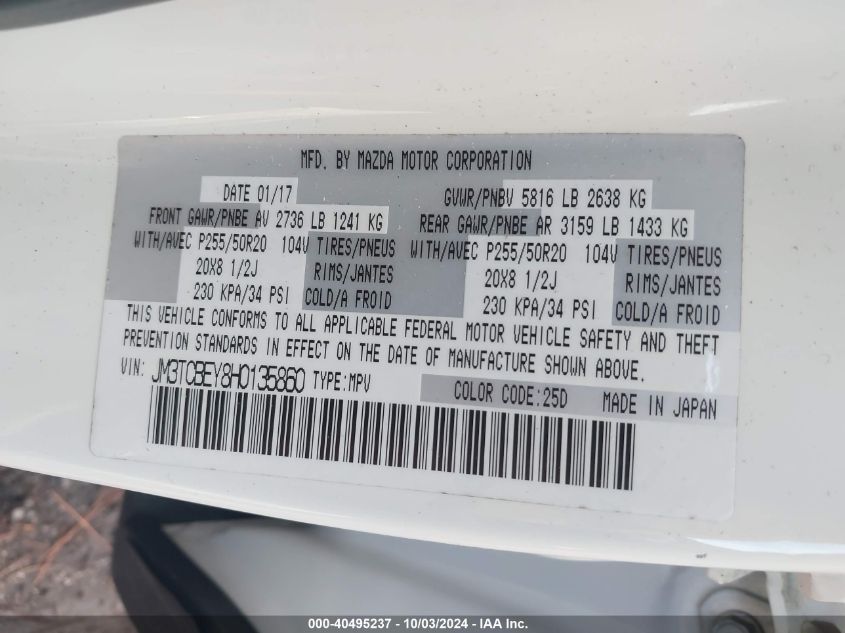 MFD. BY MAZDA MOTOR CORPORATION
DATE 01/17 GVWR/PNBV 5816 LB 2638 KG
FRONT GAWR/PNBE AV 2736 LB 1241 KG REAR GAWR/PNBE AR 3159 LB 1433 KG
WITH/AVEC P255/50R20 104V TIRES/PNEUS WITH/AVEC P255/50R20 104V TIRES/PNEUS
20X8 1/2J RIMS/JANTES 20X8 1/2J RIMS/JANTES
230 KPA/34 PSI COLD/A FROID 230 KPA/34 PSI COLD/A FROID
THIS VEHICLE CONFORMS TO ALL APPLICABLE FEDERAL MOTOR VEHICLE SAFETY AND THEFT
PREVENTION STANDARDS IN EFFECT ON THE DATE OF MANUFACTURE SHOWN ABOVE.
VIN: JM3TCBEY8H0135860 TYPE:MPV
COLOR CODE:25D MADE IN JAPAN
000-40495237 - 10/03/2024 - IAA Inc.